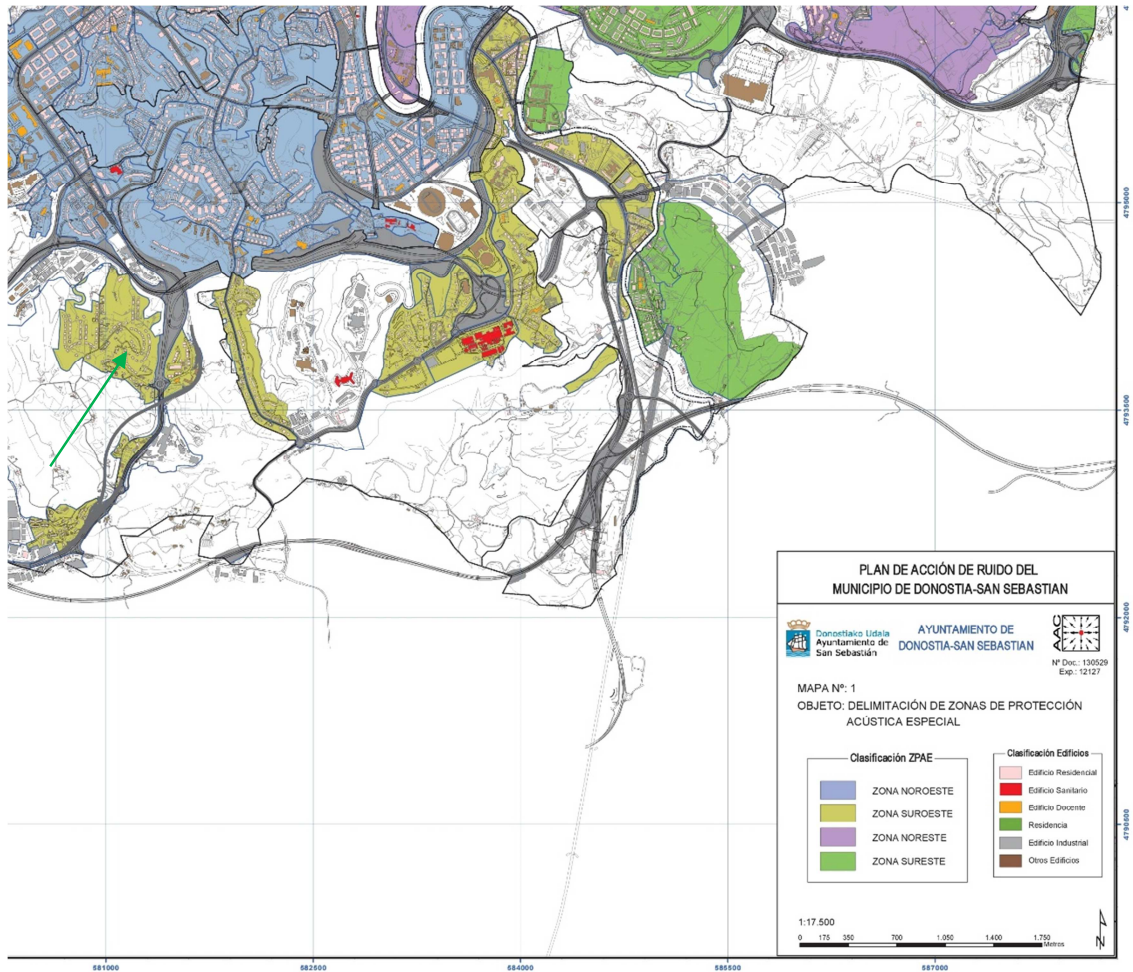 4795000
4793500
4792000
4790500
PLAN DE ACCIÓN DE RUIDO DEL
MUNICIPIO DE DONOSTIA-SAN SEBASTIAN
Donostiako Udala
Ayuntamiento de
San Sebastián
AYUNTAMIENTO DE
DONOSTIA-SAN SEBASTIAN
AAC
Nº Doc.: 130529
Exp.: 12127
MAPA Nº: 1
OBJETO: DELIMITACIÓN DE ZONAS DE PROTECCIÓN
ACÚSTICA ESPECIAL
Clasificación ZPAE
ZONA NOROESTE
ZONA SUROESTE
ZONA NORESTE
ZONA SURESTE
Clasificación Edificios
Edificio Residencial
Edificio Sanitario
Edificio Docente
Residencia
Edificio Industrial
Otros Edificios
1:17.500
0 175 350 700 1.050 1.400 1.750
Metros
N
581000 582500 584000 585500 587000